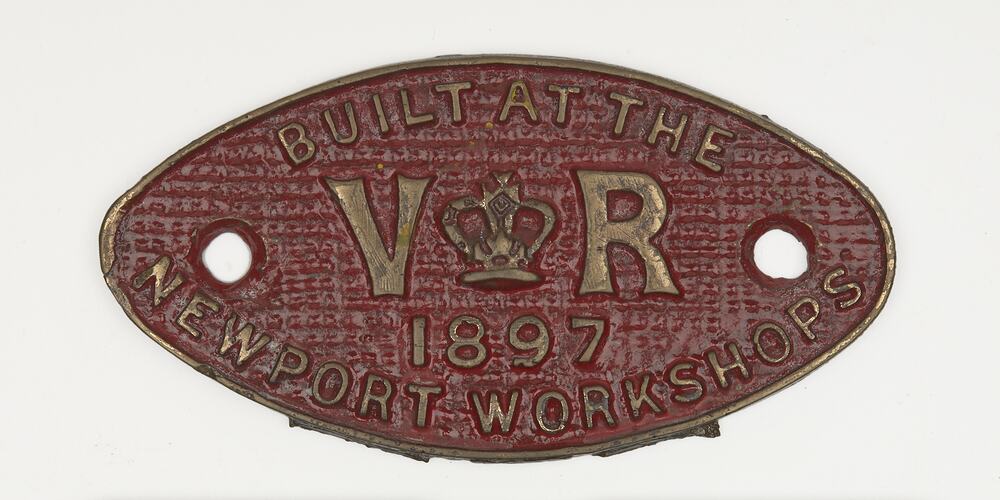 BUILT AT THE
V R
1897
NEWPORT WORKSHOPS